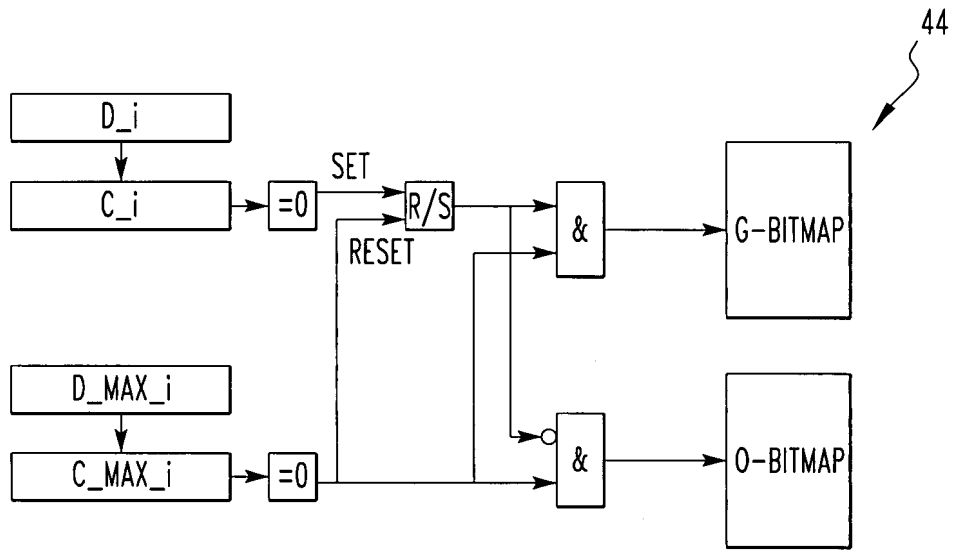 44
D_i
C_i
=0
SET
R/S
RESET
&
G-BITMAP
D_MAX_i
C_MAX_i
=0
&
O-BITMAP